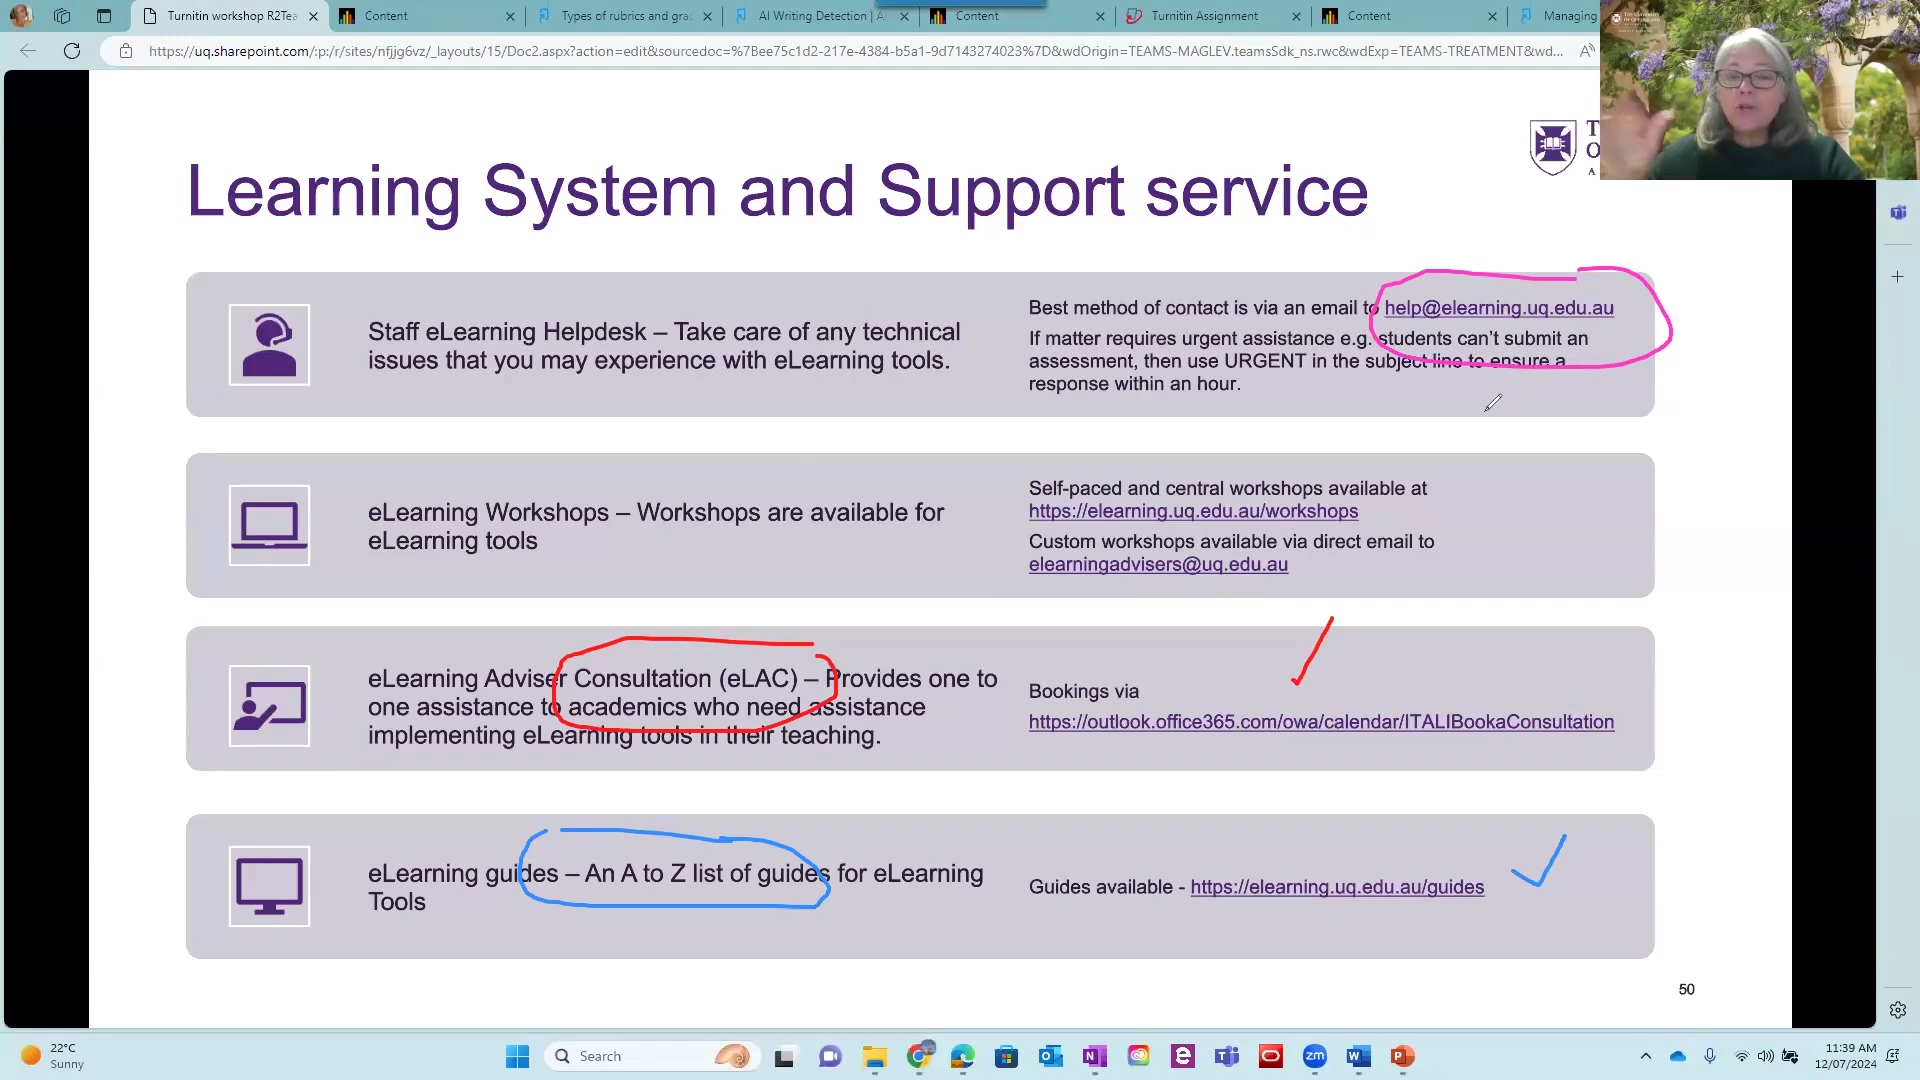 Turnitin workshop R2Tea
Content
Types of rubrics and gra
AI Writing Detection | A
Content
Turnitin Assignment
Content
Managing
https://uq.sharepoint.com/:p:/r/sites/nfjjg6vz/_layouts/15/Doc2.aspx?action=edit&sourcedoc=%7Bee75c1d2-217e-4384-b5a1-9d7143274023%7D&wdOrigin=TEAMS-MAGLEV.teamsSdk_ns.rwc&wdExp=TEAMS-TREATMENT&wd...
Learning System and Support service
Staff eLearning Helpdesk – Take care of any technical
issues that you may experience with eLearning tools.
Best method of contact is via an email to help@elearning.uq.edu.au
If matter requires urgent assistance e.g. students can't submit an
assessment, then use URGENT in the subject line to ensure a
response within an hour.
eLearning Workshops – Workshops are available for
eLearning tools
Self-paced and central workshops available at
https://elearning.uq.edu.au/workshops
Custom workshops available via direct email to
elearningadvisers@uq.edu.au
eLearning Adviser Consultation (eLAC) – Provides one to
one assistance to academics who need assistance
implementing eLearning tools in their teaching.
Bookings via
https://outlook.office365.com/owa/calendar/ITALIBookaConsultation
eLearning guides – An A to Z list of guides for eLearning
Tools
Guides available - https://elearning.uq.edu.au/guides
50
22°C
Sunny
Search
11:39 AM
12/07/2024